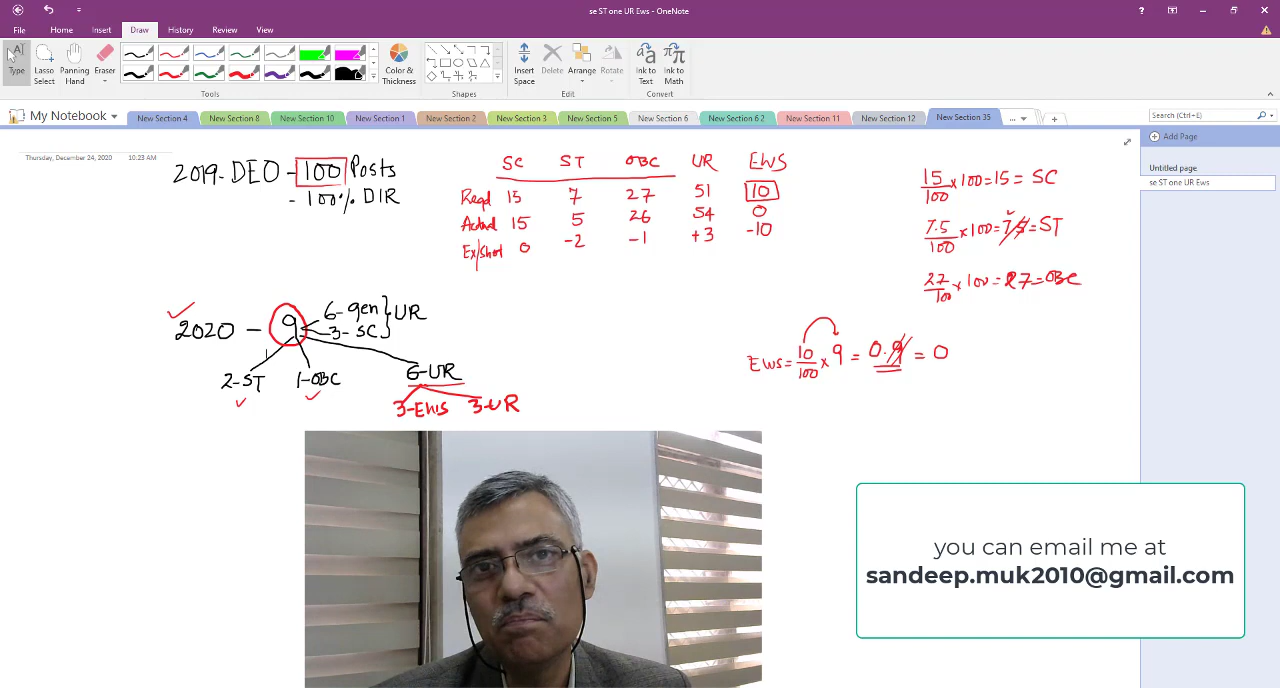 se ST one UR Ews - OneNote
File Home Insert Draw History Review View
Type
Lasso Select
Panning Hand
Eraser
Color & Thickness
Insert Space
Delete
Arrange
Rotate
Ink to Text
Ink to Math
Tools
Shapes
Edit
Convert
My Notebook
New Section 4 New Section 8 New Section 10 New Section 1 New Section 2 New Section 3 New Section 5 New Section 6 New Section 6 2 New Section 11 New Section 12 New Section 35 ...
Search (Ctrl+E)
Add Page
Untitled page
se ST one UR Ews
Thursday, December 24, 2020 10:23 AM
2019-DEO-100 Posts
- 100% DIR
SC ST OBC UR EWS
Reqd 15 7 27 51 10
Actual 15 5 26 54 0
Ex/Short 0 -2 -1 +3 -10
15/100 x 100 = 15 = SC
7.5/100 x 100 = 7.5 = ST
27/100 x 100 = 27 = OBC
2020 - 9
6-gen
3-SC
UR
2-ST 1-OBC 6-UR
3-EWS 3-UR
EWS = 10/100 x 9 = 0.9 = 0
you can email me at
sandeep.muk2010@gmail.com